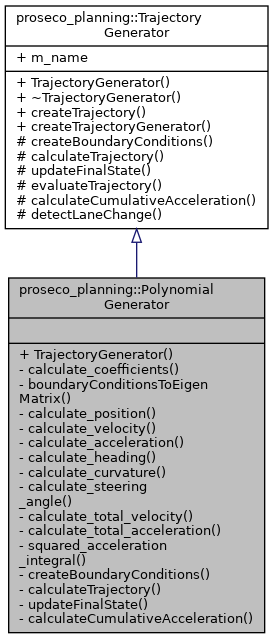 proseco_planning::Trajectory
Generator
+ m_name
+ TrajectoryGenerator()
+ ~TrajectoryGenerator()
+ createTrajectory()
+ createTrajectoryGenerator()
# createBoundaryConditions()
# calculateTrajectory()
# updateFinalState()
# evaluateTrajectory()
# calculateCumulativeAcceleration()
# detectLaneChange()
proseco_planning::Polynomial
Generator
+ TrajectoryGenerator()
- calculate_coefficients()
- boundaryConditionsToEigen
Matrix()
- calculate_position()
- calculate_velocity()
- calculate_acceleration()
- calculate_heading()
- calculate_curvature()
- calculate_steering
_angle()
- calculate_total_velocity()
- calculate_total_acceleration()
- squared_acceleration
_integral()
- createBoundaryConditions()
- calculateTrajectory()
- updateFinalState()
- calculateCumulativeAcceleration()